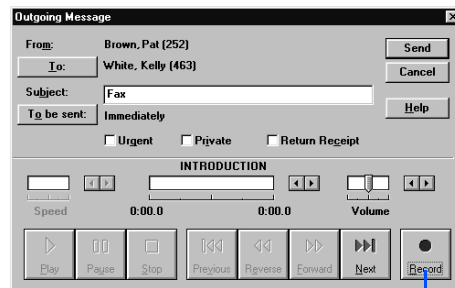 Outgoing Message
From: Brown, Pat (252)
To: White, Kelly (463)
Send
Cancel
Subject: Fax
To be sent: Immediately
Help
Urgent Private Return Receipt
INTRODUCTION
Speed 0:00.0 0:00.0 Volume
Play Pause Stop Previous Reverse Forward Next Record